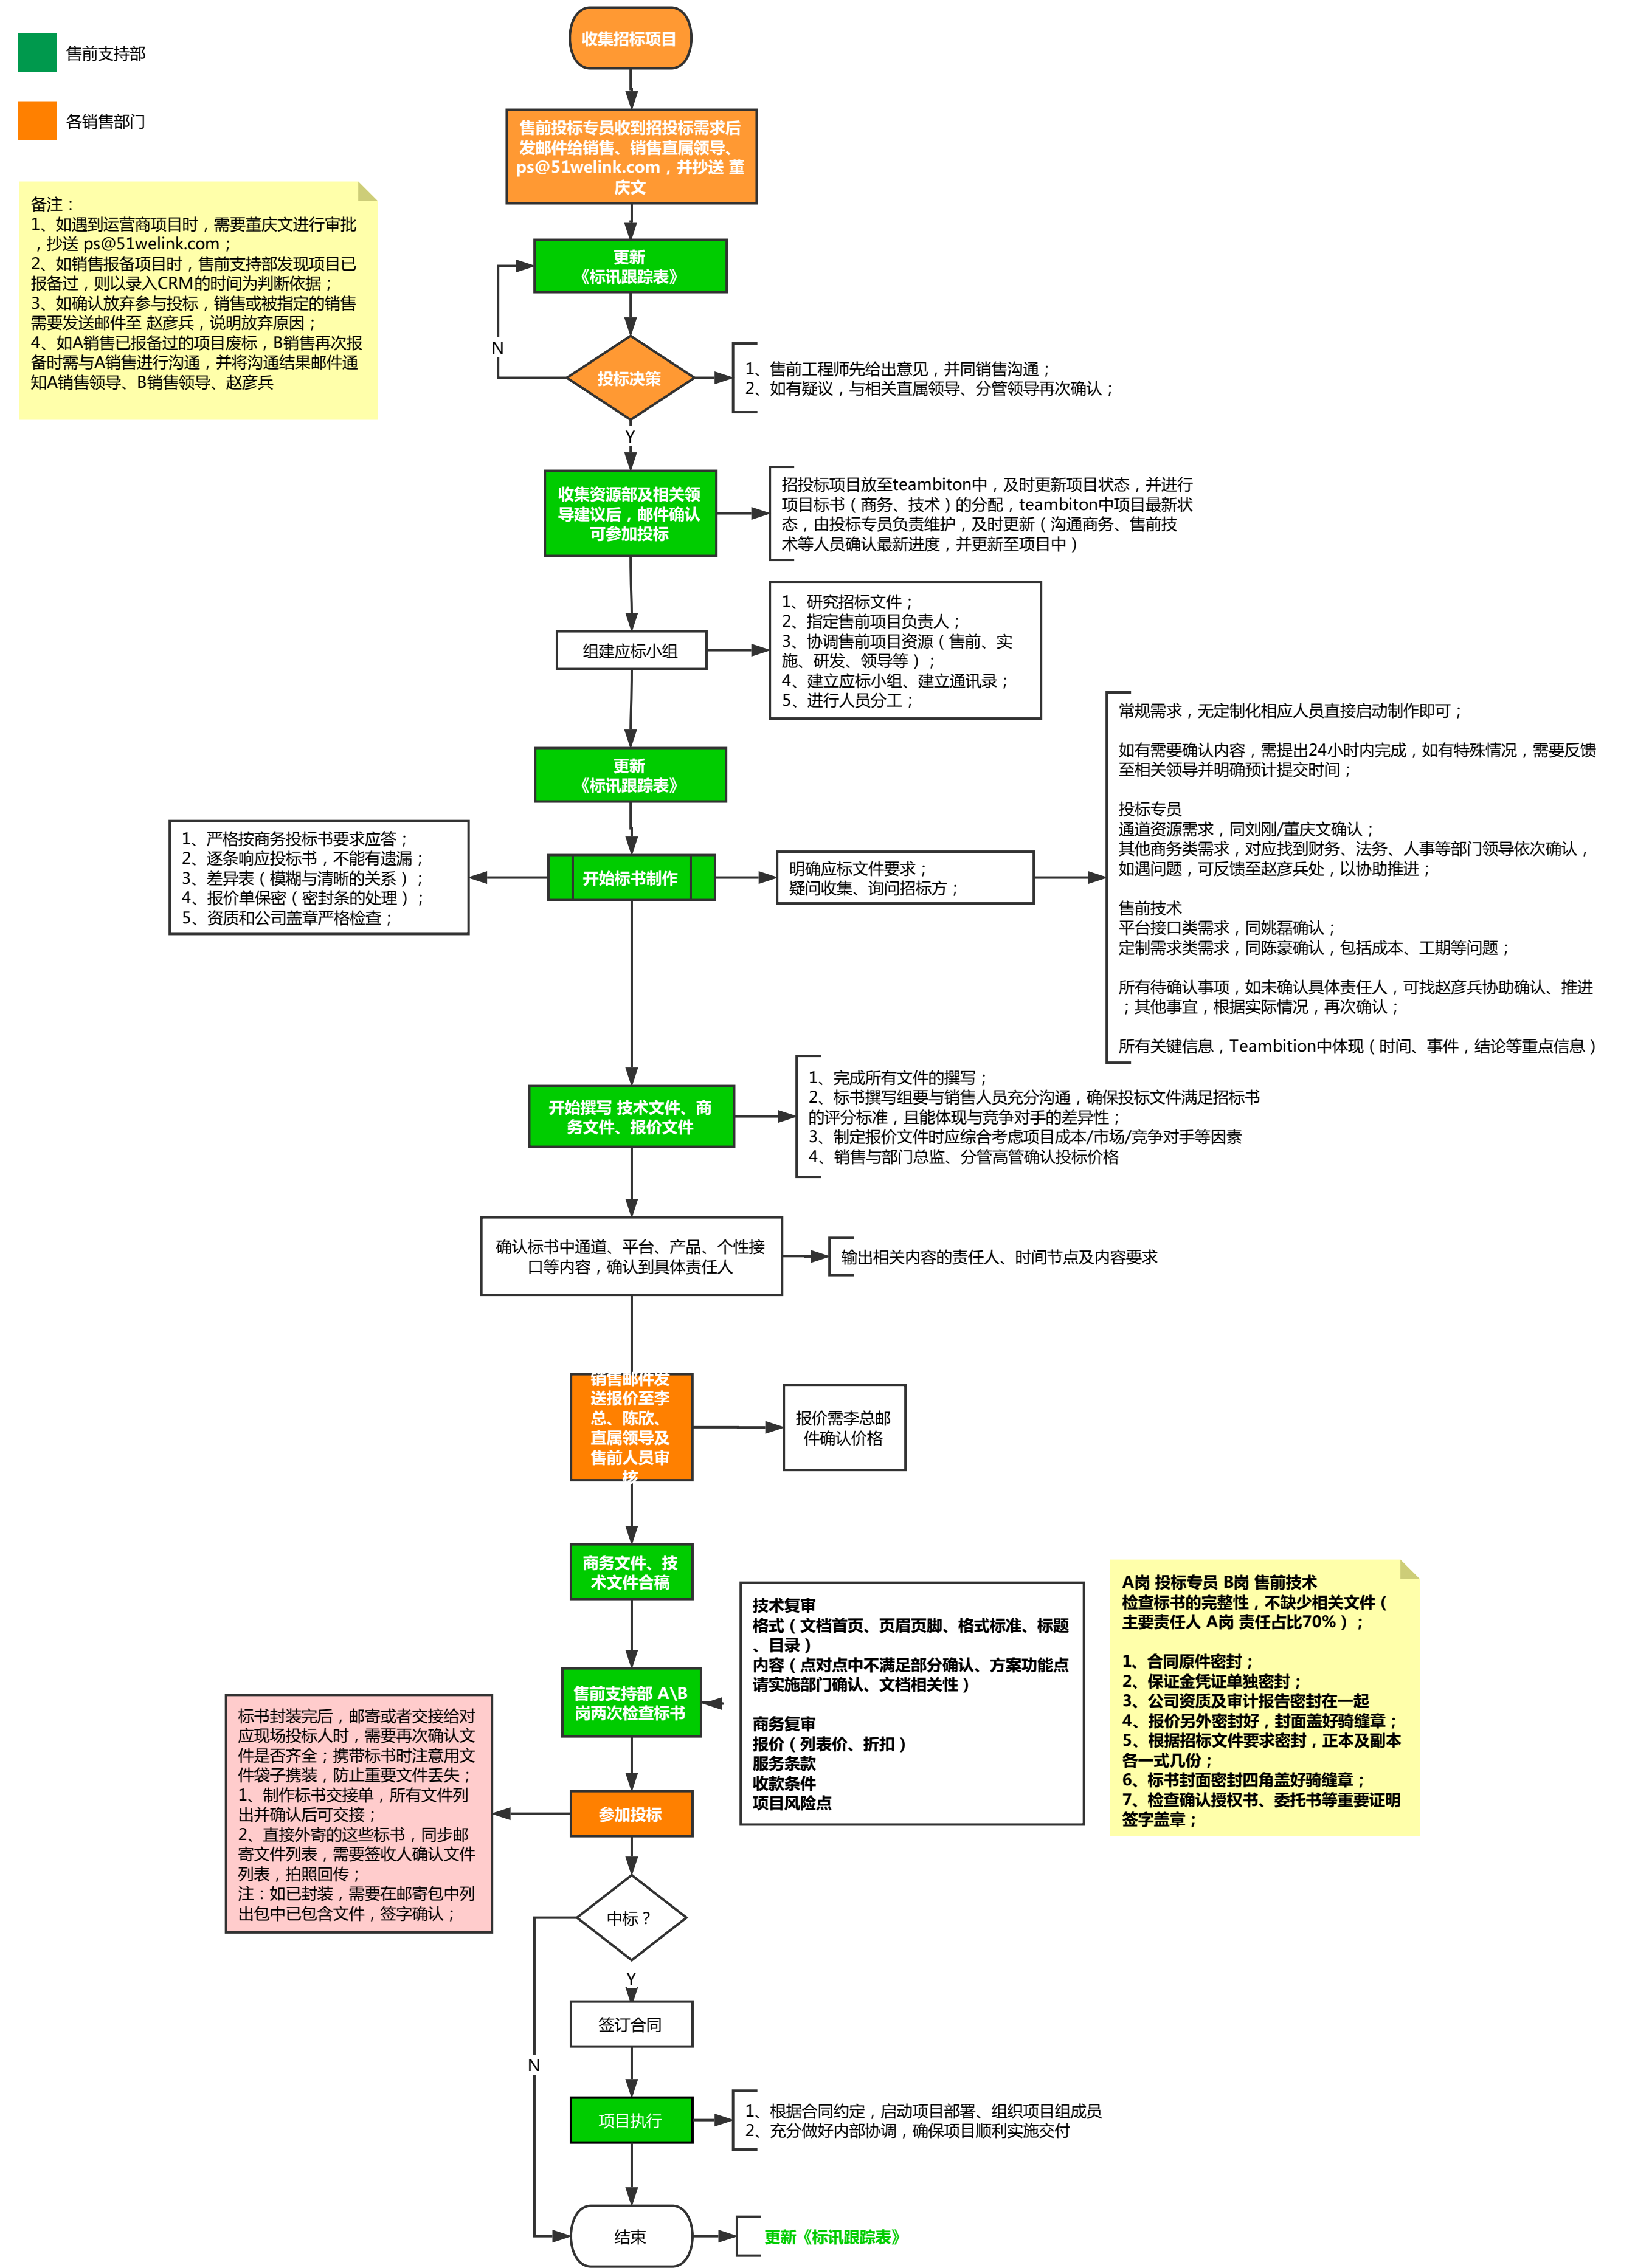 收集招标项目
售前支持部
各销售部门
售前投标专员收到招投标需求后
发邮件给销售、销售直属领导、
ps@51welink.com，并抄送 董
庆文
备注：
1、如遇到运营商项目时，需要董庆文进行审批
，抄送 ps@51welink.com；
2、如销售报备项目时，售前支持部发现项目已
报备过，则以录入CRM的时间为判断依据；
3、如确认放弃参与投标，销售或被指定的销售
需要发送邮件至 赵彦兵，说明放弃原因；
4、如A销售已报备过的项目废标，B销售再次报
备时需与A销售进行沟通，并将沟通结果邮件通
知A销售领导、B销售领导、赵彦兵
更新
《标讯跟踪表》
N
投标决策
1、售前工程师先给出意见，并同销售沟通；
2、如有疑议，与相关直属领导、分管领导再次确认；
Y
收集资源部及相关领
导建议后，邮件确认
可参加投标
招投标项目放至teambiton中，及时更新项目状态，并进行
项目标书（商务、技术）的分配，teambiton中项目最新状
态，由投标专员负责维护，及时更新（沟通商务、售前技
术等人员确认最新进度，并更新至项目中）
组建应标小组
1、研究招标文件；
2、指定售前项目负责人；
3、协调售前项目资源（售前、实
施、研发、领导等）；
4、建立应标小组、建立通讯录；
5、进行人员分工；
更新
《标讯跟踪表》
常规需求，无定制化相应人员直接启动制作即可；
如有需要确认内容，需提出24小时内完成，如有特殊情况，需要反馈
至相关领导并明确预计提交时间；
投标专员
通道资源需求，同刘刚/董庆文确认；
其他商务类需求，对应找到财务、法务、人事等部门领导依次确认，
如遇问题，可反馈至赵彦兵处，以协助推进；
售前技术
平台接口类需求，同姚磊确认；
定制需求类需求，同陈豪确认，包括成本、工期等问题；
所有待确认事项，如未确认具体责任人，可找赵彦兵协助确认、推进
；其他事宜，根据实际情况，再次确认；
所有关键信息，Teambition中体现（时间、事件，结论等重点信息）
1、严格按商务投标书要求应答；
2、逐条响应投标书，不能有遗漏；
3、差异表（模糊与清晰的关系）；
4、报价单保密（密封条的处理）；
5、资质和公司盖章严格检查；
开始标书制作
明确应标文件要求；
疑问收集、询问招标方；
开始撰写 技术文件、商
务文件、报价文件
1、完成所有文件的撰写；
2、标书撰写组要与销售人员充分沟通，确保投标文件满足招标书
的评分标准，且能体现与竞争对手的差异性；
3、制定报价文件时应综合考虑项目成本/市场/竞争对手等因素
4、销售与部门总监、分管高管确认投标价格
确认标书中通道、平台、产品、个性接
口等内容，确认到具体责任人
输出相关内容的责任人、时间节点及内容要求
销售邮件发
送报价至李
总、陈欣、
直属领导及
售前人员审
核
报价需李总邮
件确认价格
商务文件、技
术文件合稿
技术复审
格式（文档首页、页眉页脚、格式标准、标题
、目录）
内容（点对点中不满足部分确认、方案功能点
请实施部门确认、文档相关性）
商务复审
报价（列表价、折扣）
服务条款
收款条件
项目风险点
A岗 投标专员 B岗 售前技术
检查标书的完整性，不缺少相关文件（
主要责任人 A岗 责任占比70%）；
1、合同原件密封；
2、保证金凭证单独密封；
3、公司资质及审计报告密封在一起
4、报价另外密封好，封面盖好骑缝章；
5、根据招标文件要求密封，正本及副本
各一式几份；
6、标书封面密封四角盖好骑缝章；
7、检查确认授权书、委托书等重要证明
签字盖章；
售前支持部 A\B
岗两次检查标书
标书封装完后，邮寄或者交接给对
应现场投标人时，需要再次确认文
件是否齐全；携带标书时注意用文
件袋子携装，防止重要文件丢失；
1、制作标书交接单，所有文件列
出并确认后可交接；
2、直接外寄的这些标书，同步邮
寄文件列表，需要签收人确认文件
列表，拍照回传；
注：如已封装，需要在邮寄包中列
出包中已包含文件，签字确认；
参加投标
中标？
Y
签订合同
N
项目执行
1、根据合同约定，启动项目部署、组织项目组成员
2、充分做好内部协调，确保项目顺利实施交付
结束
更新《标讯跟踪表》